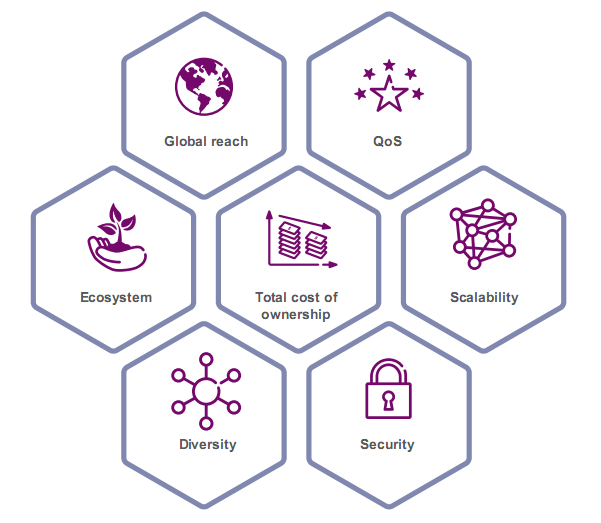 Global reach
QoS
Ecosystem
Total cost of
ownership
Scalability
Diversity
Security